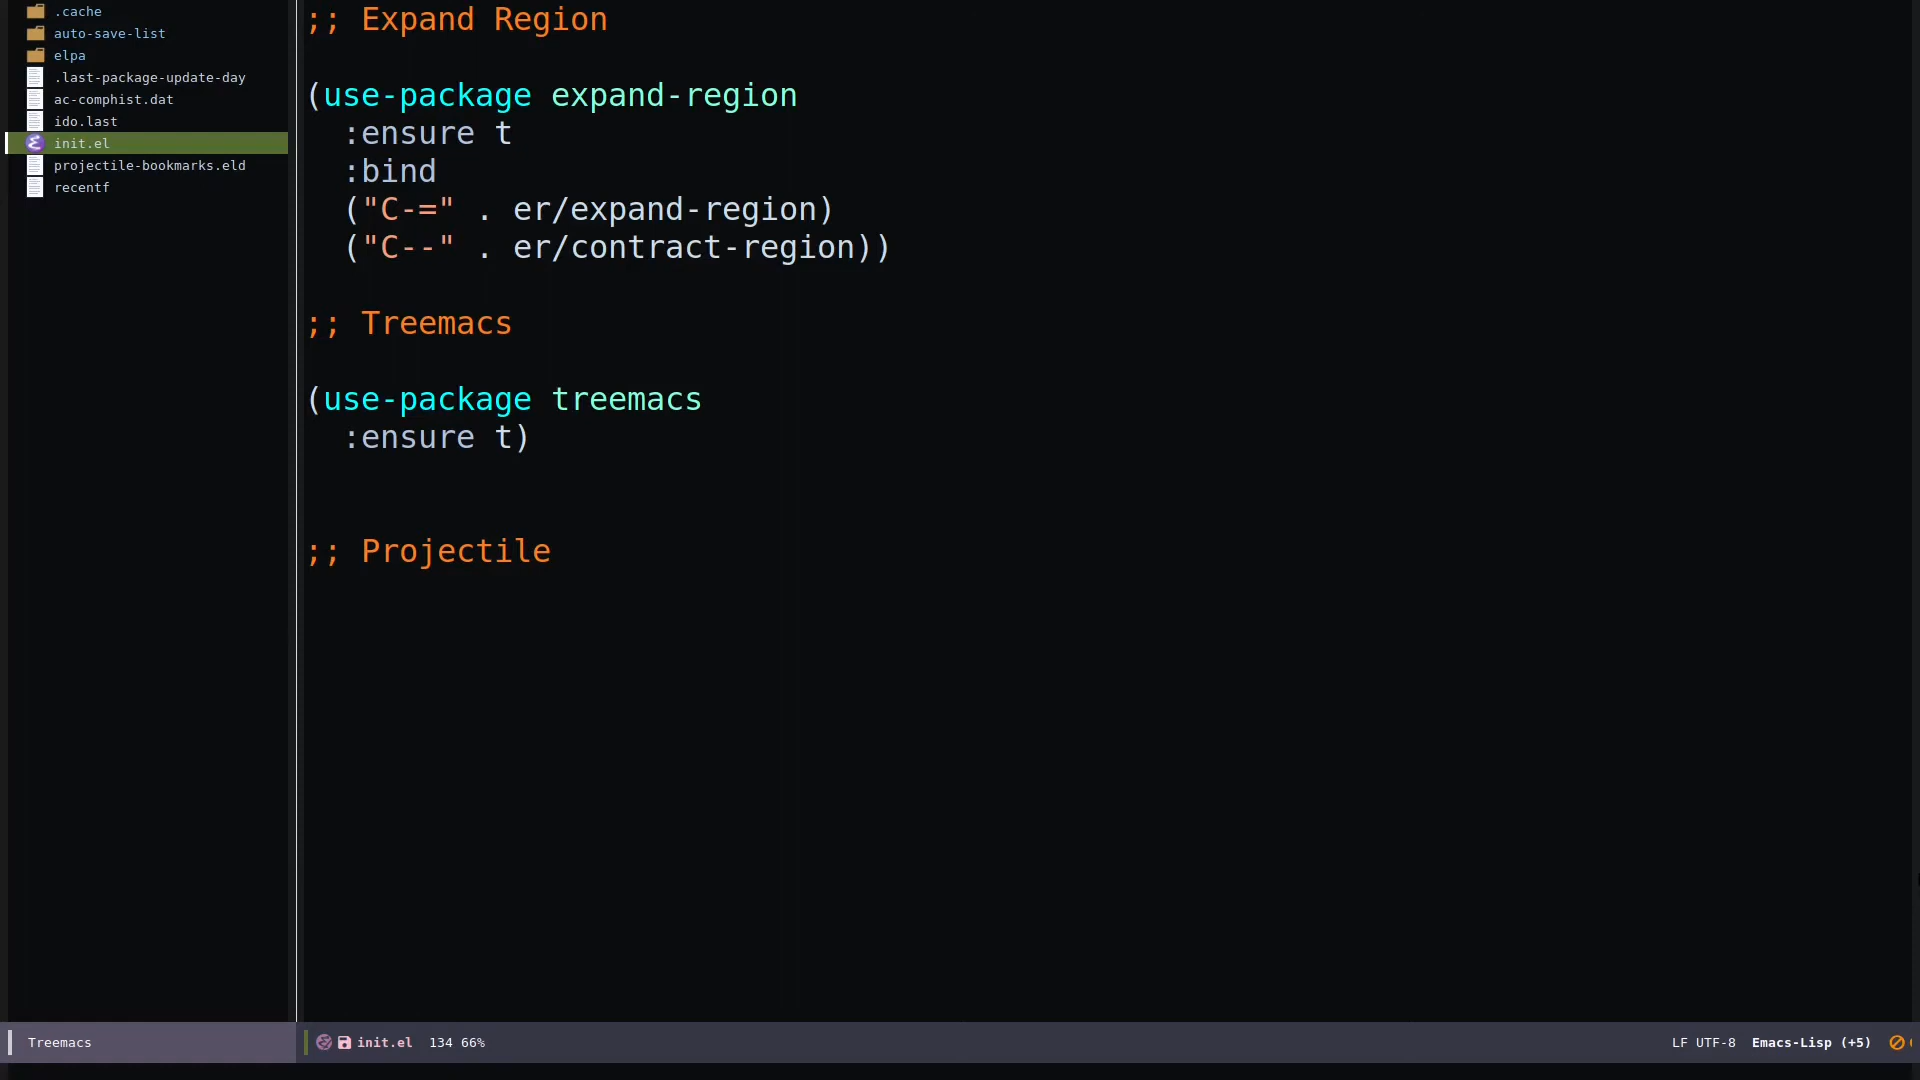 .cache
auto-save-list
elpa
.last-package-update-day
ac-comphist.dat
ido.last
init.el
projectile-bookmarks.eld
recentf
;; Expand Region
(use-package expand-region
  :ensure t
  :bind
  ("C-=" . er/expand-region)
  ("C--" . er/contract-region))
;; Treemacs
(use-package treemacs
  :ensure t)
;; Projectile
Treemacs
init.el 134 66%
LF UTF-8 Emacs-Lisp (+5)